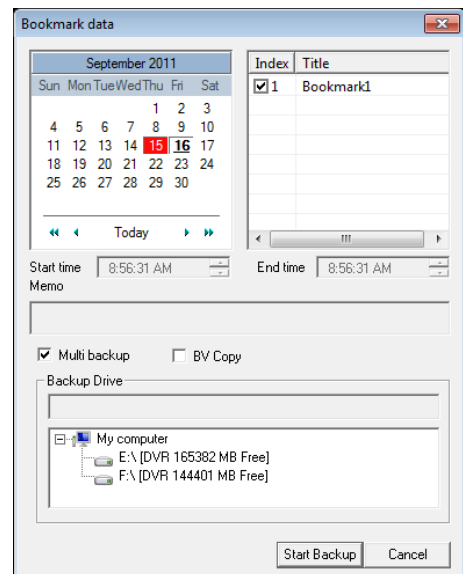 Bookmark data
September 2011
Sun Mon Tue Wed Thu Fri Sat
1 2 3
4 5 6 7 8 9 10
11 12 13 14 15 16 17
18 19 20 21 22 23 24
25 26 27 28 29 30
Today
Index Title
1 Bookmark1
Start time 8:56:31 AM End time 8:56:31 AM
Memo
Multi backup BV Copy
Backup Drive
My computer
E:\ [DVR 165382 MB Free]
F:\ [DVR 144401 MB Free]
Start Backup Cancel